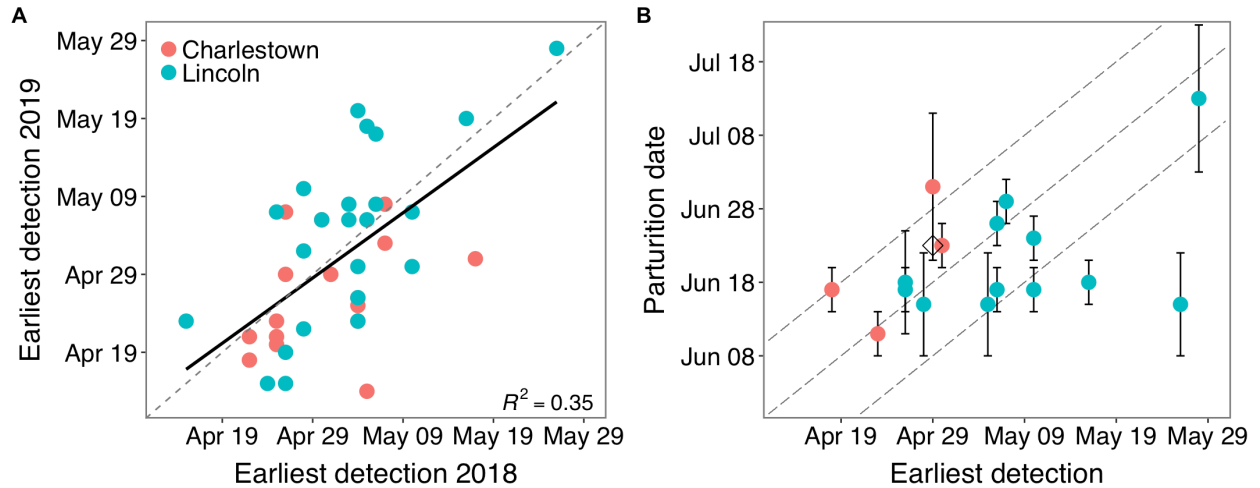 A
Earliest detection 2019
May 29
May 19
May 09
Apr 29
Apr 19
Charlestown
Lincoln
R² = 0.35
Apr 19 Apr 29 May 09 May 19 May 29
Earliest detection 2018
B
Parturition date
Jul 18
Jul 08
Jun 28
Jun 18
Jun 08
Apr 19 Apr 29 May 09 May 19 May 29
Earliest detection